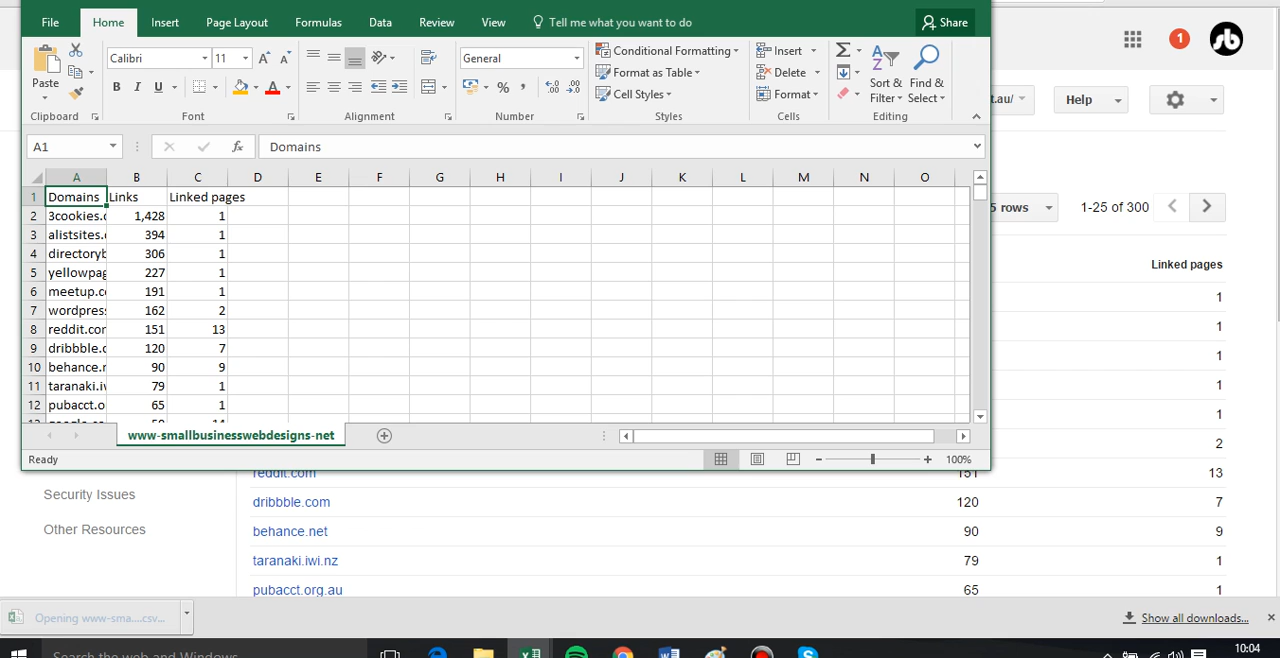 File Home Insert Page Layout Formulas Data Review View Tell me what you want to do Share
Calibri 11 General Conditional Formatting Insert
Format as Table Delete
Paste Sort & Find &
B I U % , Cell Styles Format Filter Select
Clipboard Font Alignment Number Styles Cells Editing
t.au/ Help
1
A1 fx Domains
A B C D E F G H I J K L M N O
1 Domains Links Linked pages
2 3cookies.c 1,428 1
3 alistsites. 394 1
4 directoryb 306 1
5 yellowpag 227 1
6 meetup.co 191 1
7 wordpress 162 2
8 reddit.cor 151 13
9 dribbble.c 120 7
10 behance.r 90 9
11 taranaki.iv 79 1
12 pubacct.o 65 1
www-smallbusinesswebdesigns-net
Ready 100%
5 rows 1-25 of 300
Linked pages
1
1
1
1
1
2
reddit.com 151 13
Security Issues
dribbble.com 120 7
Other Resources
behance.net 90 9
taranaki.iwi.nz 79 1
pubacct.org.au 65 1
Opening www-sma....csv... Show all downloads...
Search the web and Windows 10:04